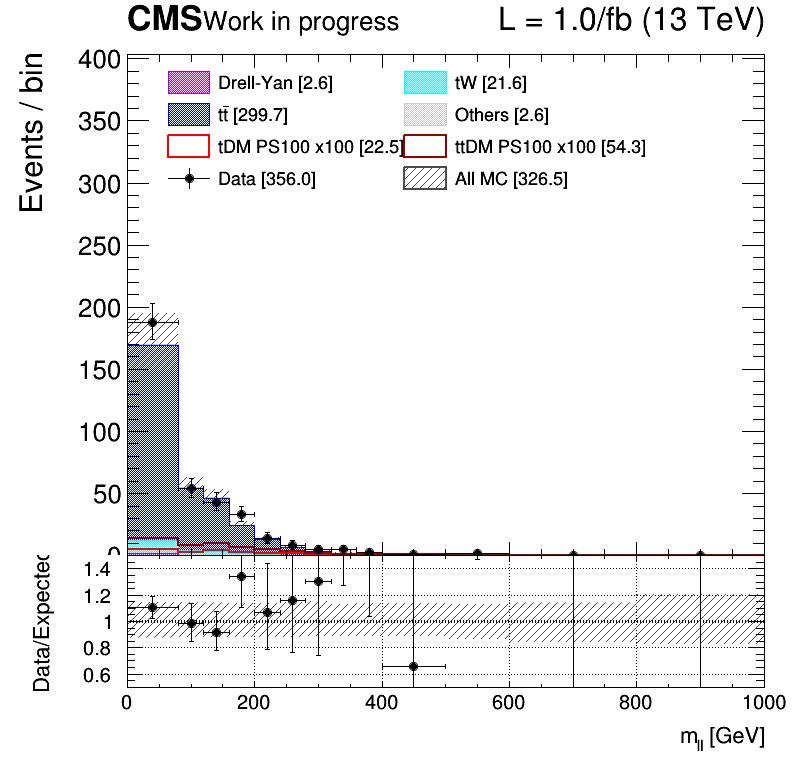 CMS Work in progress L = 1.0/fb (13 TeV)
Events / bin
400
350
300
250
200
150
100
50
0
Drell-Yan [2.6] tW [21.6]
tt̄ [299.7] Others [2.6]
tDM PS100 x100 [22.5] ttDM PS100 x100 [54.3]
Data [356.0] All MC [326.5]
Data/Expected
1.4
1.2
1
0.8
0.6
0 200 400 600 800 1000
m_ll [GeV]